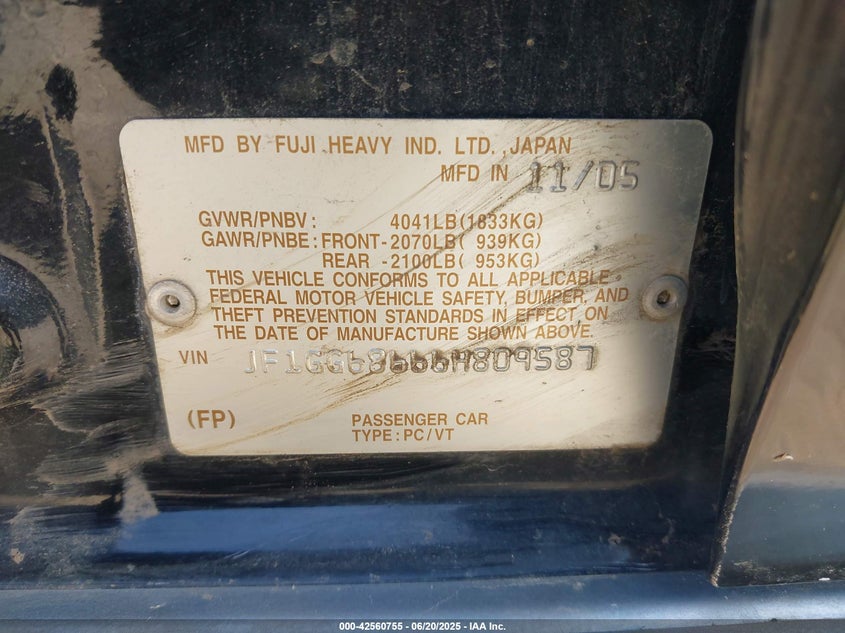 MFD BY FUJI HEAVY IND. LTD., JAPAN
MFD IN 11/05
GVWR/PNBV: 4041LB(1833KG)
GAWR/PNBE: FRONT-2070LB( 939KG)
REAR -2100LB( 953KG)
THIS VEHICLE CONFORMS TO ALL APPLICABLE
FEDERAL MOTOR VEHICLE SAFETY, BUMPER, AND
THEFT PREVENTION STANDARDS IN EFFECT ON
THE DATE OF MANUFACTURE SHOWN ABOVE.
VIN JF1GG68666H809587
(FP) PASSENGER CAR
TYPE: PC/VT
000-42560755 - 06/20/2025 - IAA Inc.